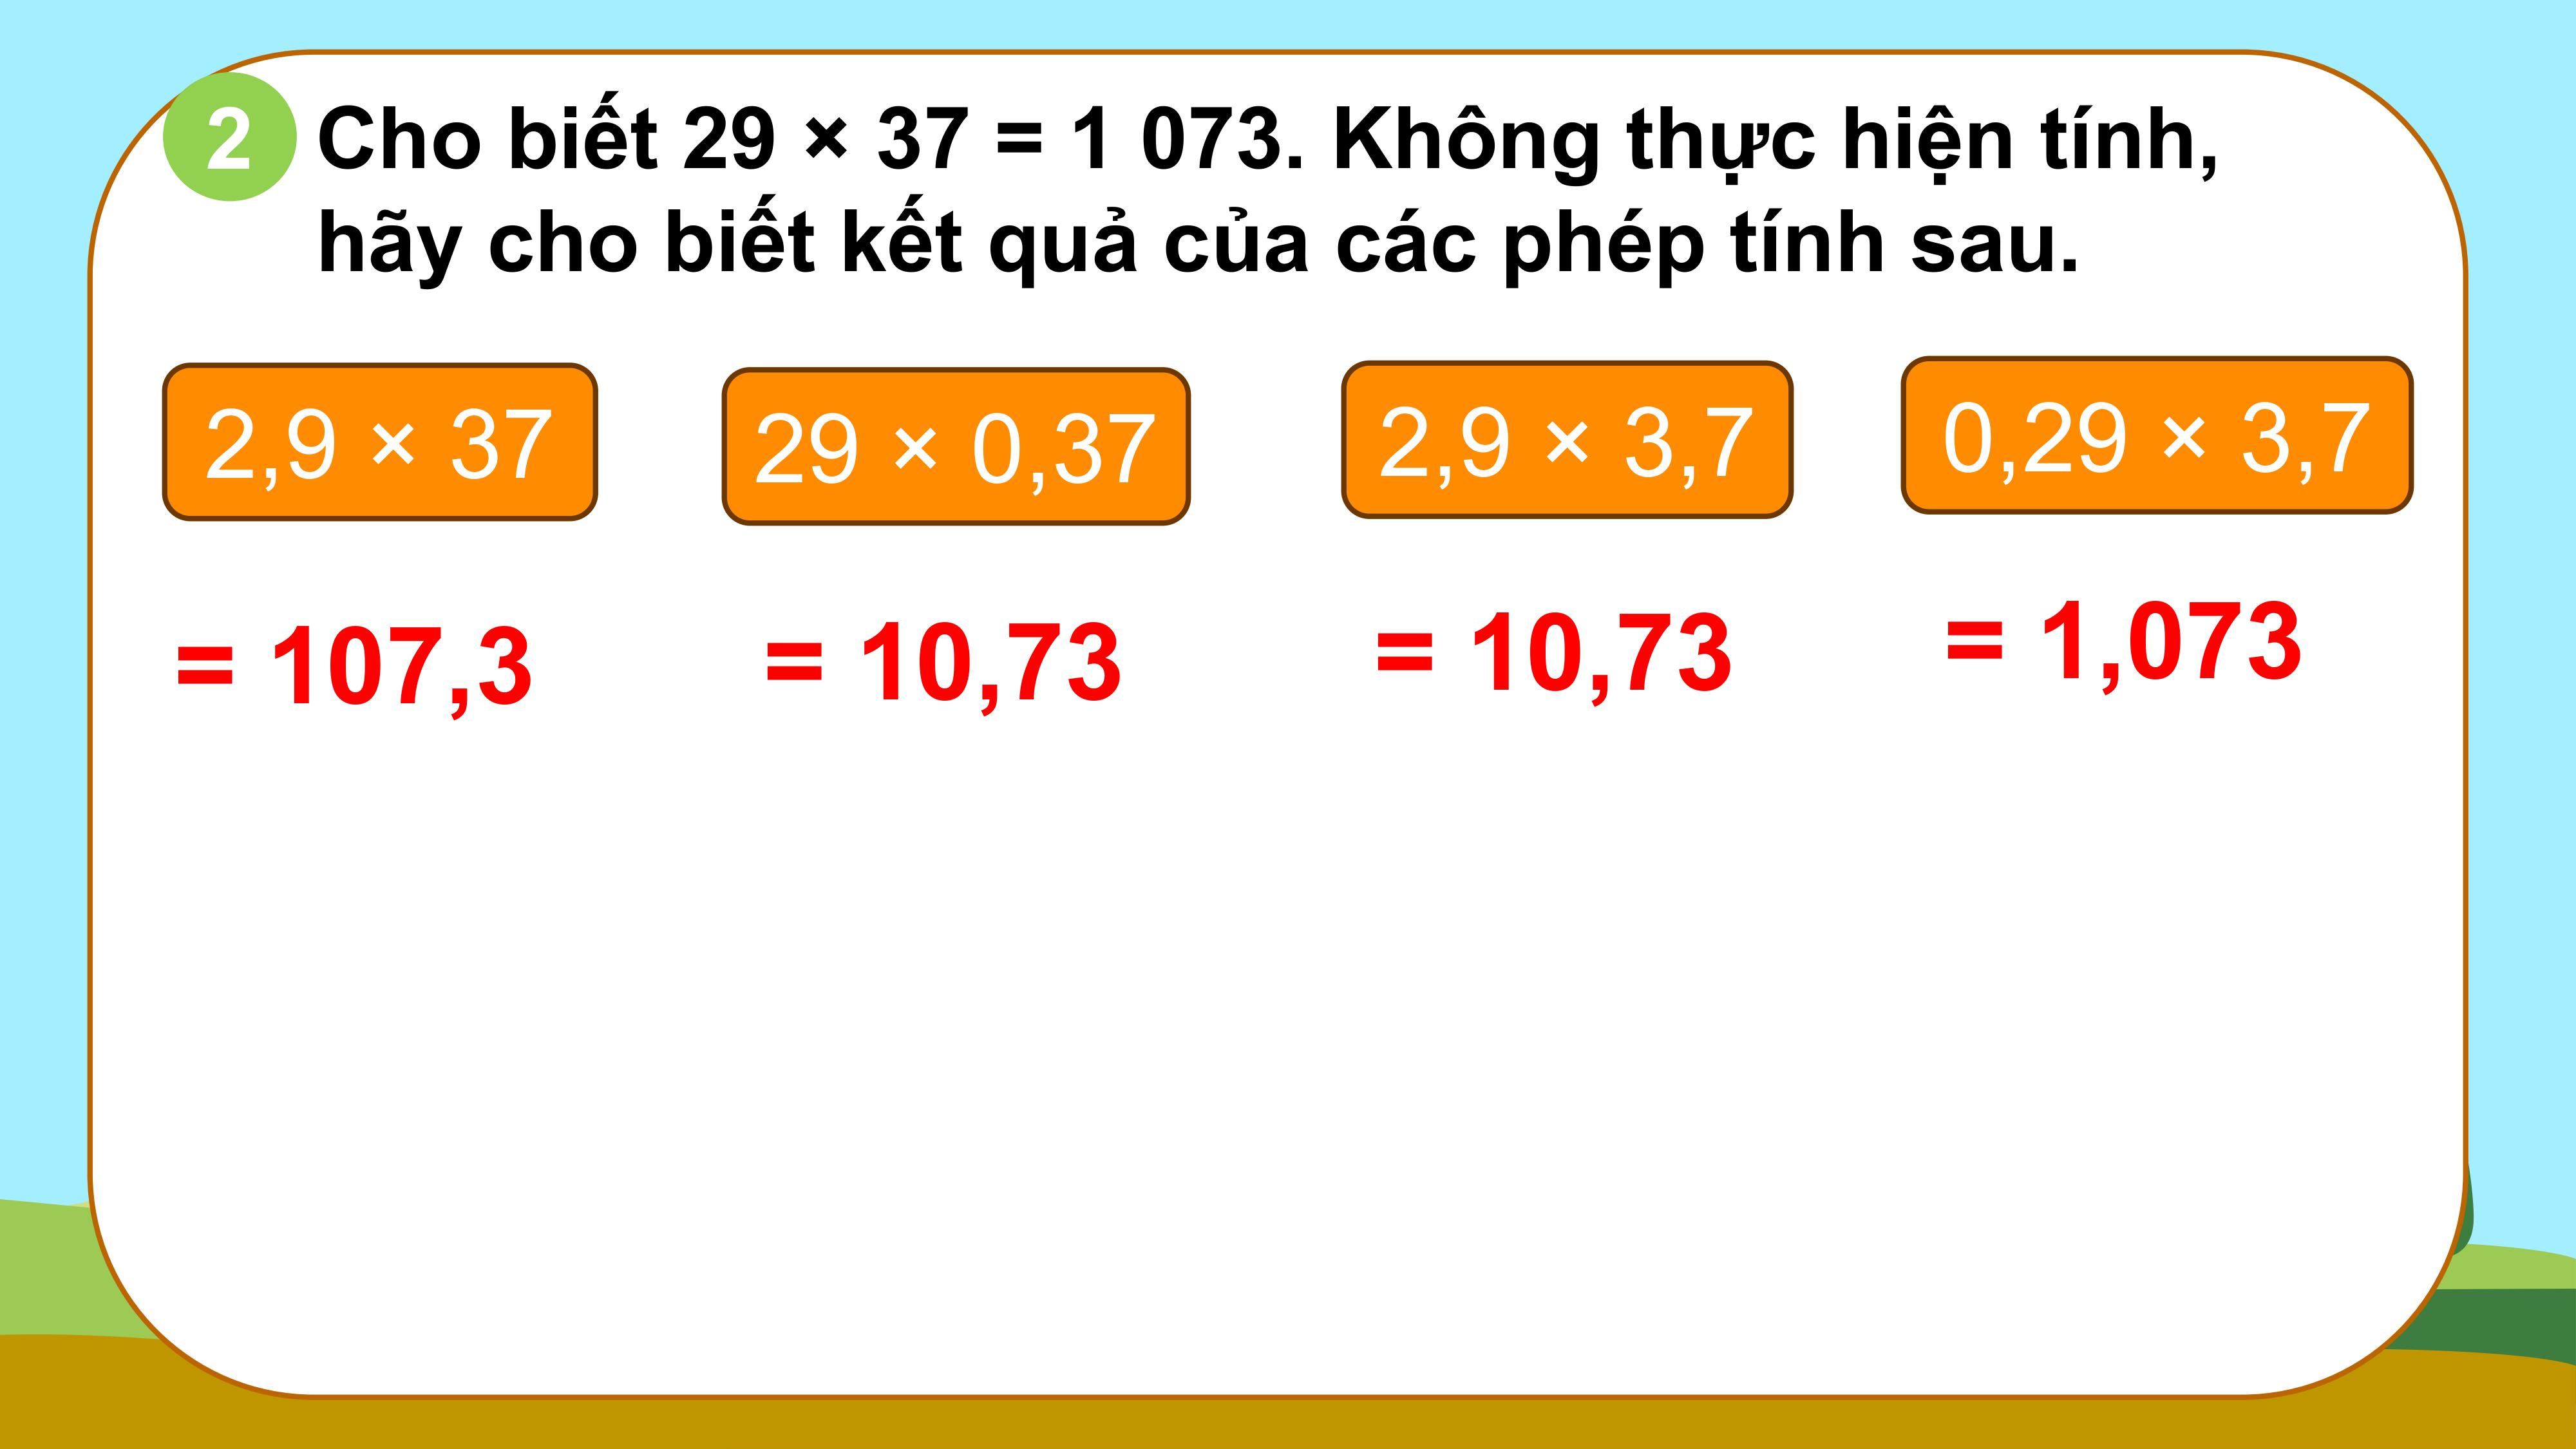 2
Cho biết 29 × 37 = 1 073. Không thực hiện tính,
hãy cho biết kết quả của các phép tính sau.
2,9 × 37
29 × 0,37
2,9 × 3,7
0,29 × 3,7
= 107,3
= 10,73
= 10,73
= 1,073